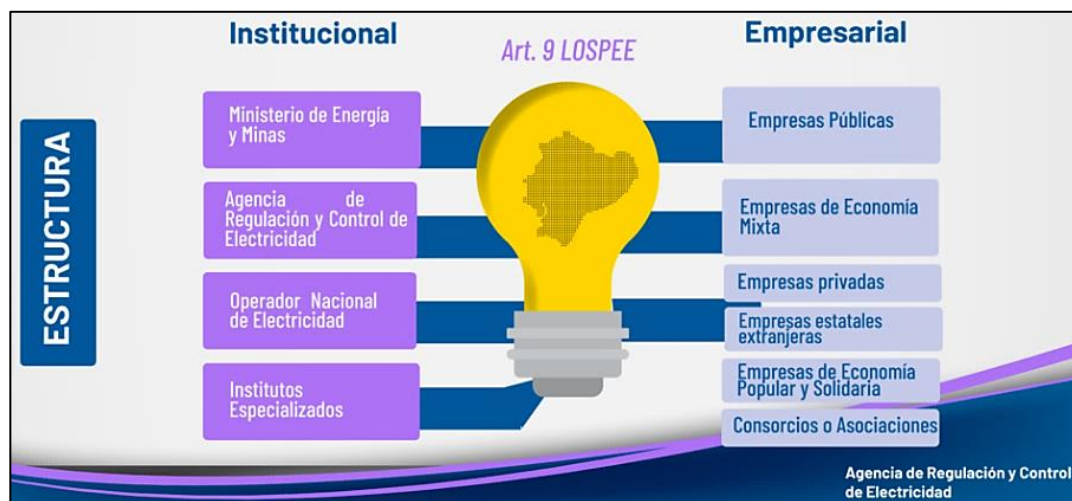 Institucional
Art. 9 LOSPEE
Empresarial
ESTRUCTURA
Ministerio de Energía
y Minas
Agencia de
Regulación y Control de
Electricidad
Operador Nacional
de Electricidad
Institutos
Especializados
Empresas Públicas
Empresas de Economía
Mixta
Empresas privadas
Empresas estatales
extranjeras
Empresas de Economía
Popular y Solidaria
Consorcios o Asociaciones
Agencia de Regulación y Control
de Electricidad